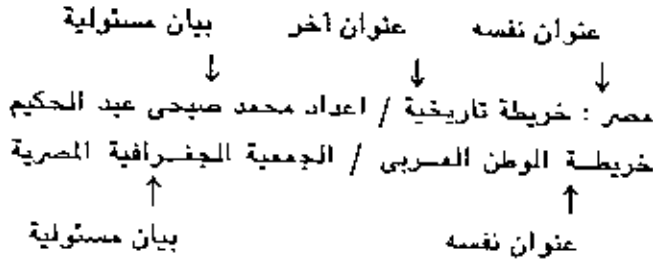 عنوان نفسه عنوان آخر بيان مسئولية
مصر : خريطة تاريخية / اعداد محمد صبحى عبد الحكيم
خريطة الوطن العربى / الجمعية الجغرافية المصرية
عنوان نفسه بيان مسئولية